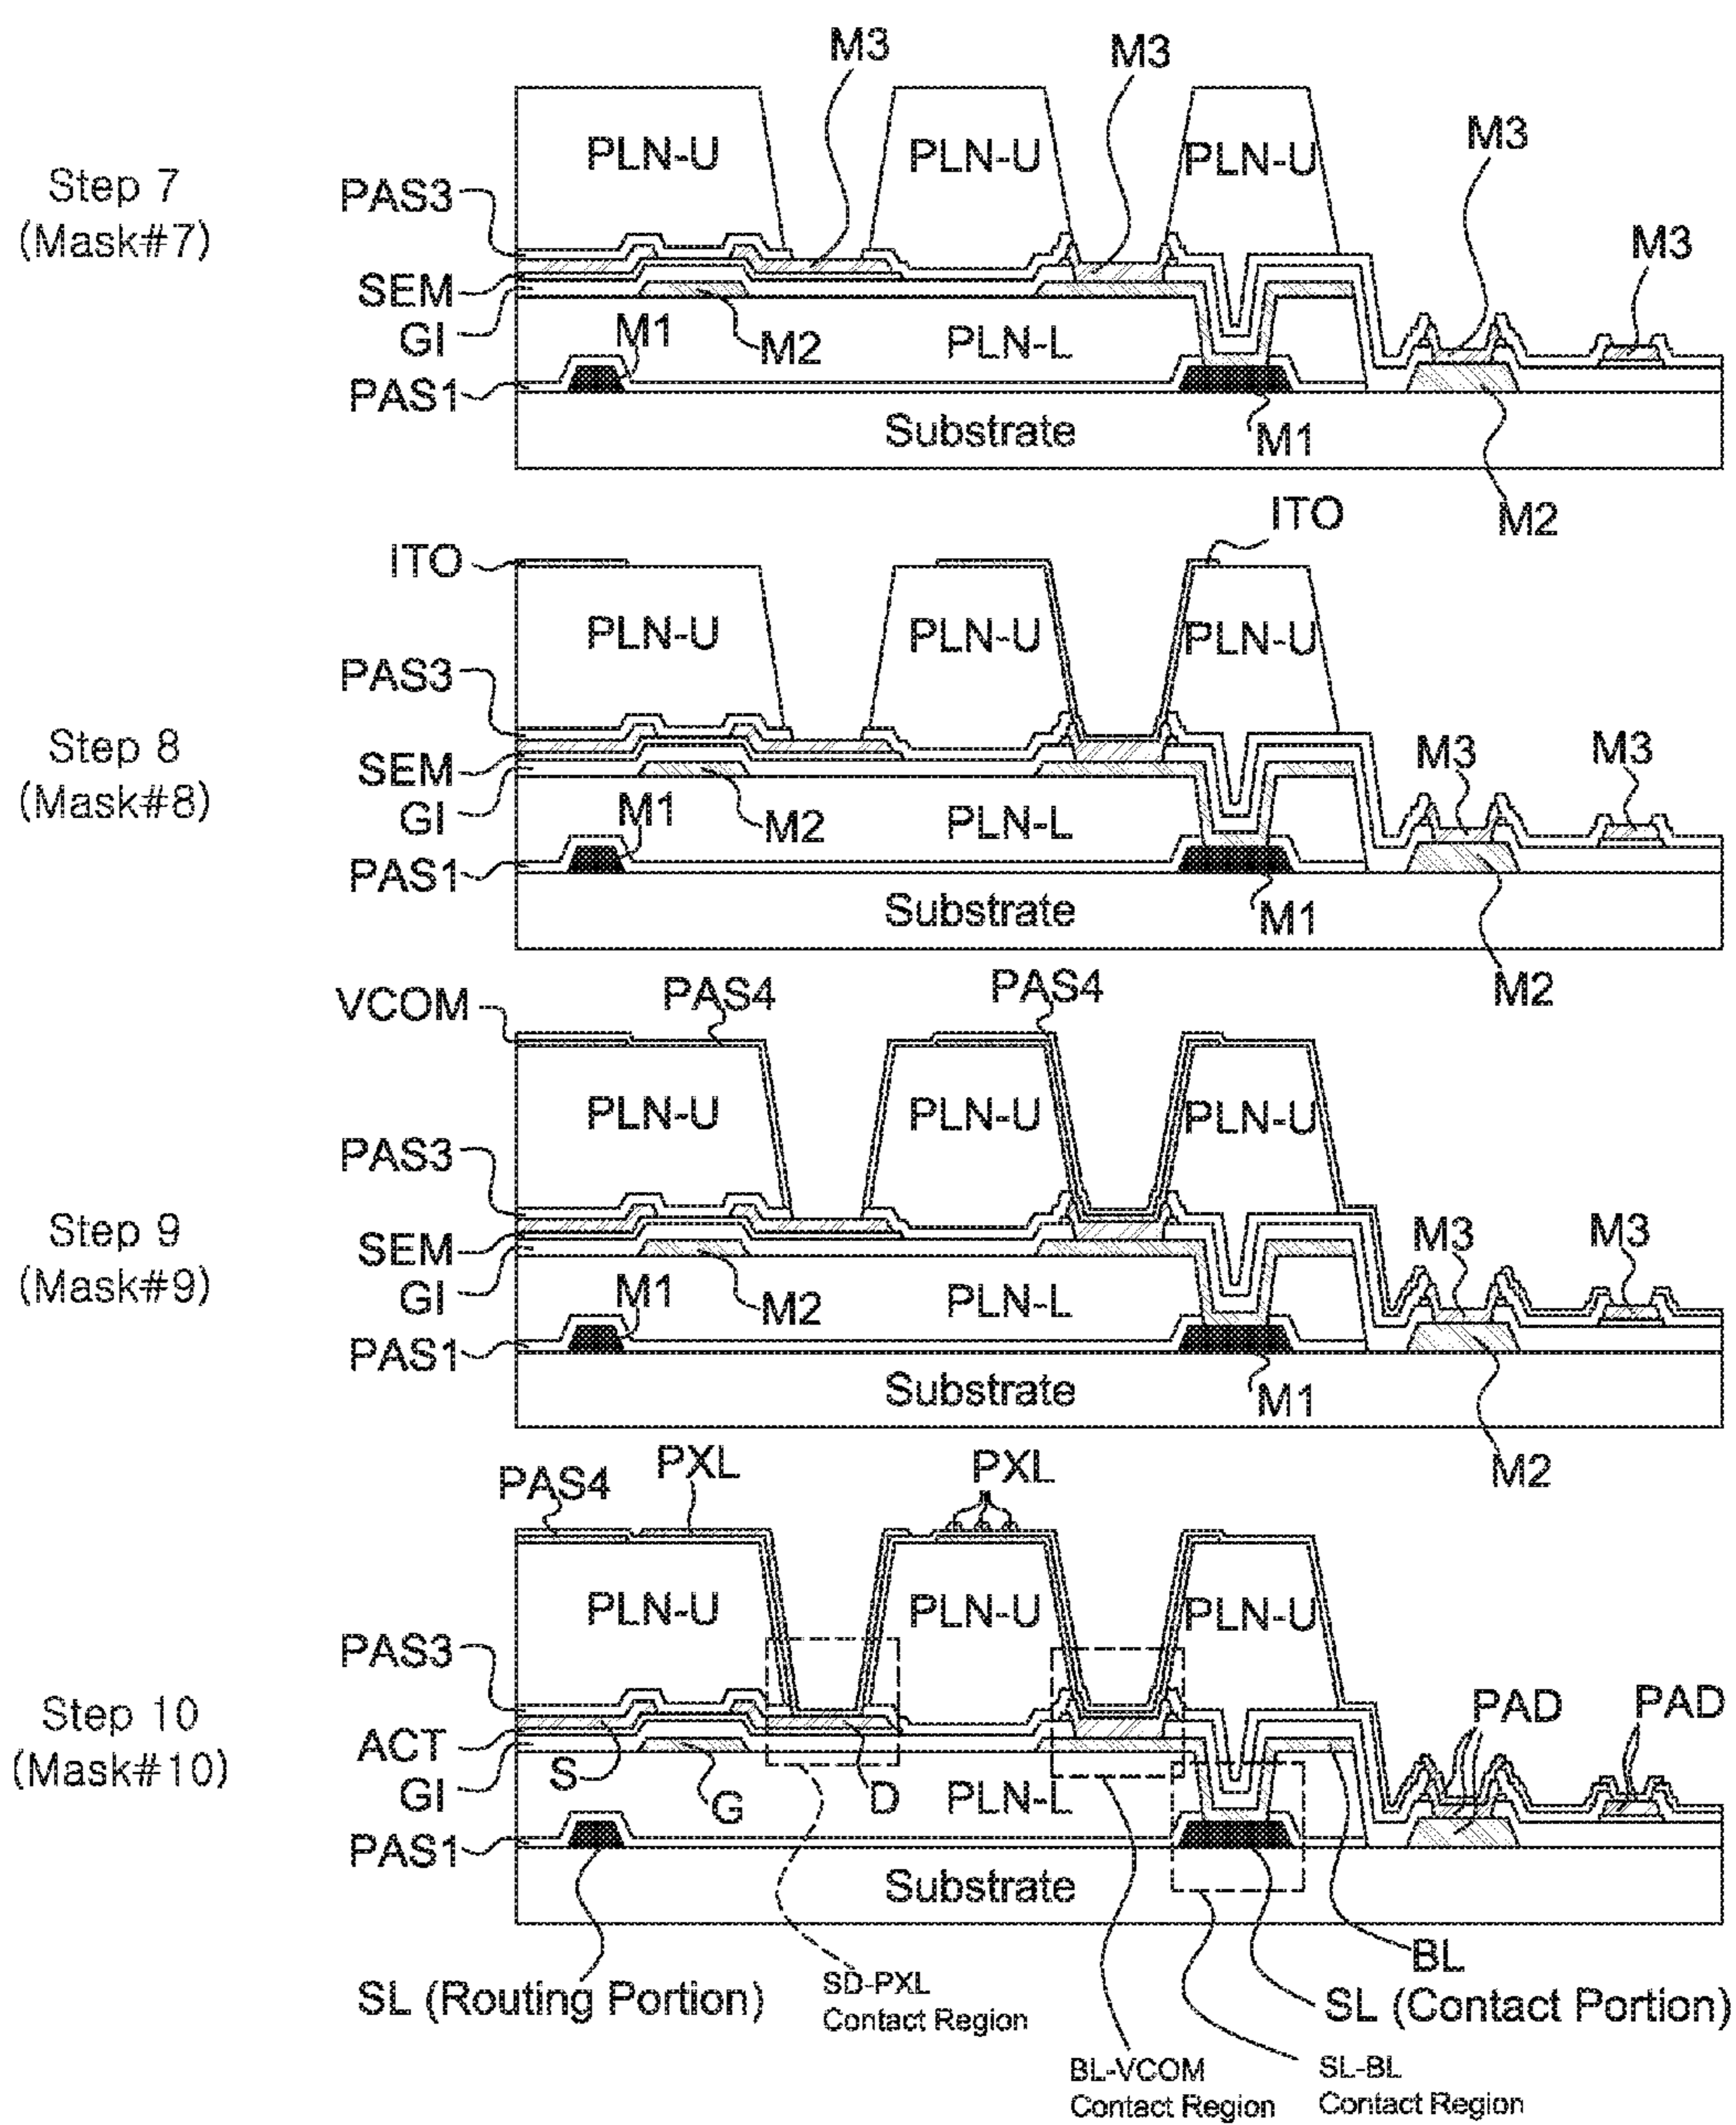 M3
M3
M3
M3
Step 7
(Mask#7)
PLN-U
PLN-U
PLN-U
PAS3
SEM
GI
M1
M2
PLN-L
PAS1
Substrate
M1
M2
ITO
ITO
Step 8
(Mask#8)
PLN-U
PLN-U
PLN-U
PAS3
M3
M3
SEM
GI
M1
M2
PLN-L
PAS1
Substrate
M1
M2
VCOM
PAS4
PAS4
Step 9
(Mask#9)
PLN-U
PLN-U
PLN-U
PAS3
M3
M3
SEM
GI
M1
M2
PLN-L
PAS1
Substrate
M1
M2
PAS4
PXL
PXL
Step 10
(Mask#10)
PLN-U
PLN-U
PLN-U
PAS3
PAD
PAD
ACT
GI
S
G
D
PLN-L
PAS1
Substrate
BL
SL (Routing Portion)
SD-PXL
Contact Region
SL (Contact Portion)
BL-VCOM
Contact Region
SL-BL
Contact Region